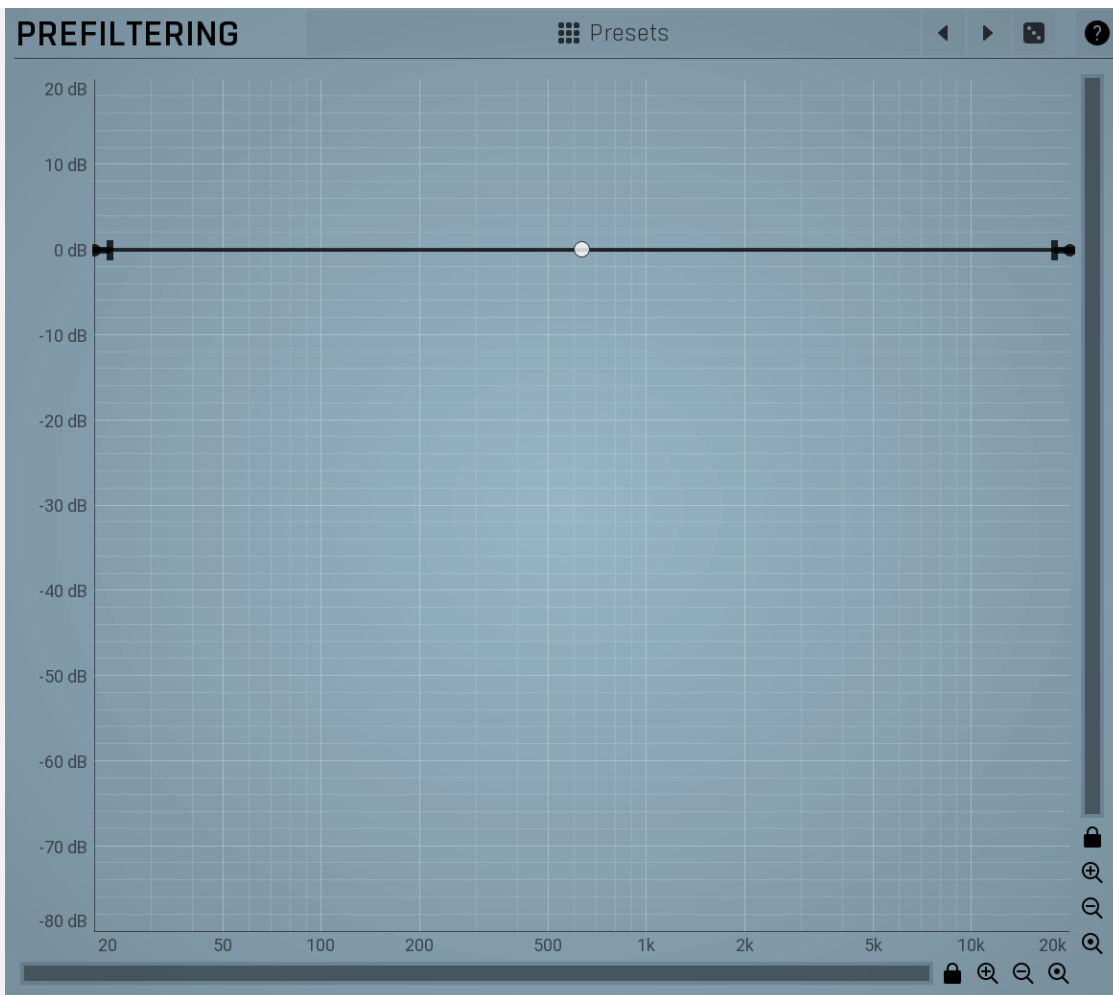 PREFILTERING
Presets
?
20 dB
10 dB
0 dB
-10 dB
-20 dB
-30 dB
-40 dB
-50 dB
-60 dB
-70 dB
-80 dB
20 50 100 200 500 1k 2k 5k 10k 20k